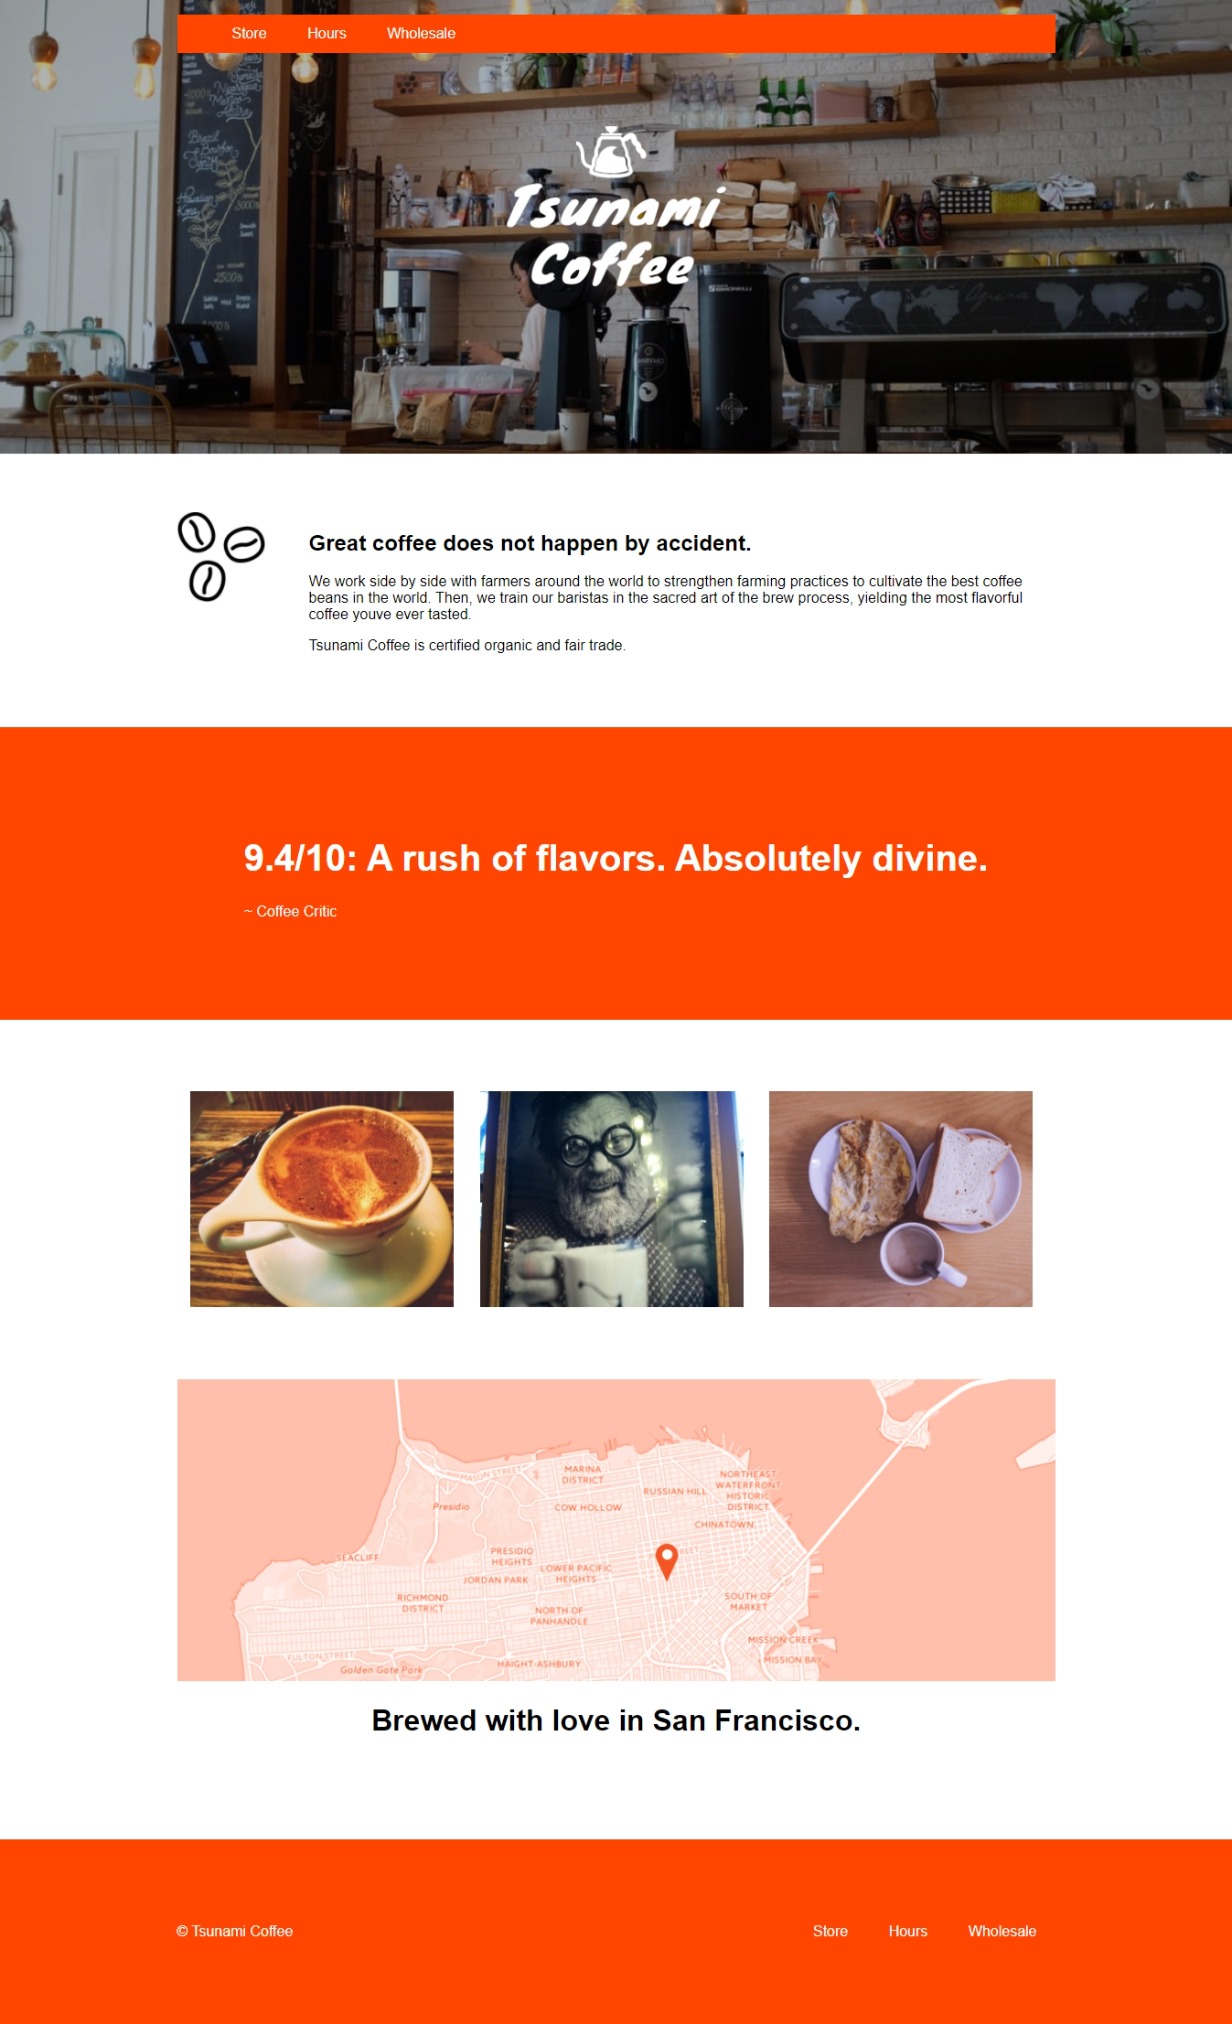 Store Hours Wholesale
Tsunami
Coffee
Great coffee does not happen by accident.
We work side by side with farmers around the world to strengthen farming practices to cultivate the best coffee
beans in the world. Then, we train our baristas in the sacred art of the brew process, yielding the most flavorful
coffee youve ever tasted.
Tsunami Coffee is certified organic and fair trade.
9.4/10: A rush of flavors. Absolutely divine.
~ Coffee Critic
MASON STREET
MARINA
DISTRICT
Presidio
COW HOLLOW
RUSSIAN HILL
NORTHEAST
WATERFRONT
HISTORIC
DISTRICT
CHINATOWN
SEACLIFF
PRESIDIO
HEIGHTS
JORDAN PARK
LOWER PACIFIC
HEIGHTS
RICHMOND
DISTRICT
NORTH OF
PANHANDLE
SOUTH OF
MARKET
FULTON STREET
Golden Gate Park
HAIGHT-ASHBURY
MISSION CREEK
MISSION BAY
Brewed with love in San Francisco.
© Tsunami Coffee Store Hours Wholesale